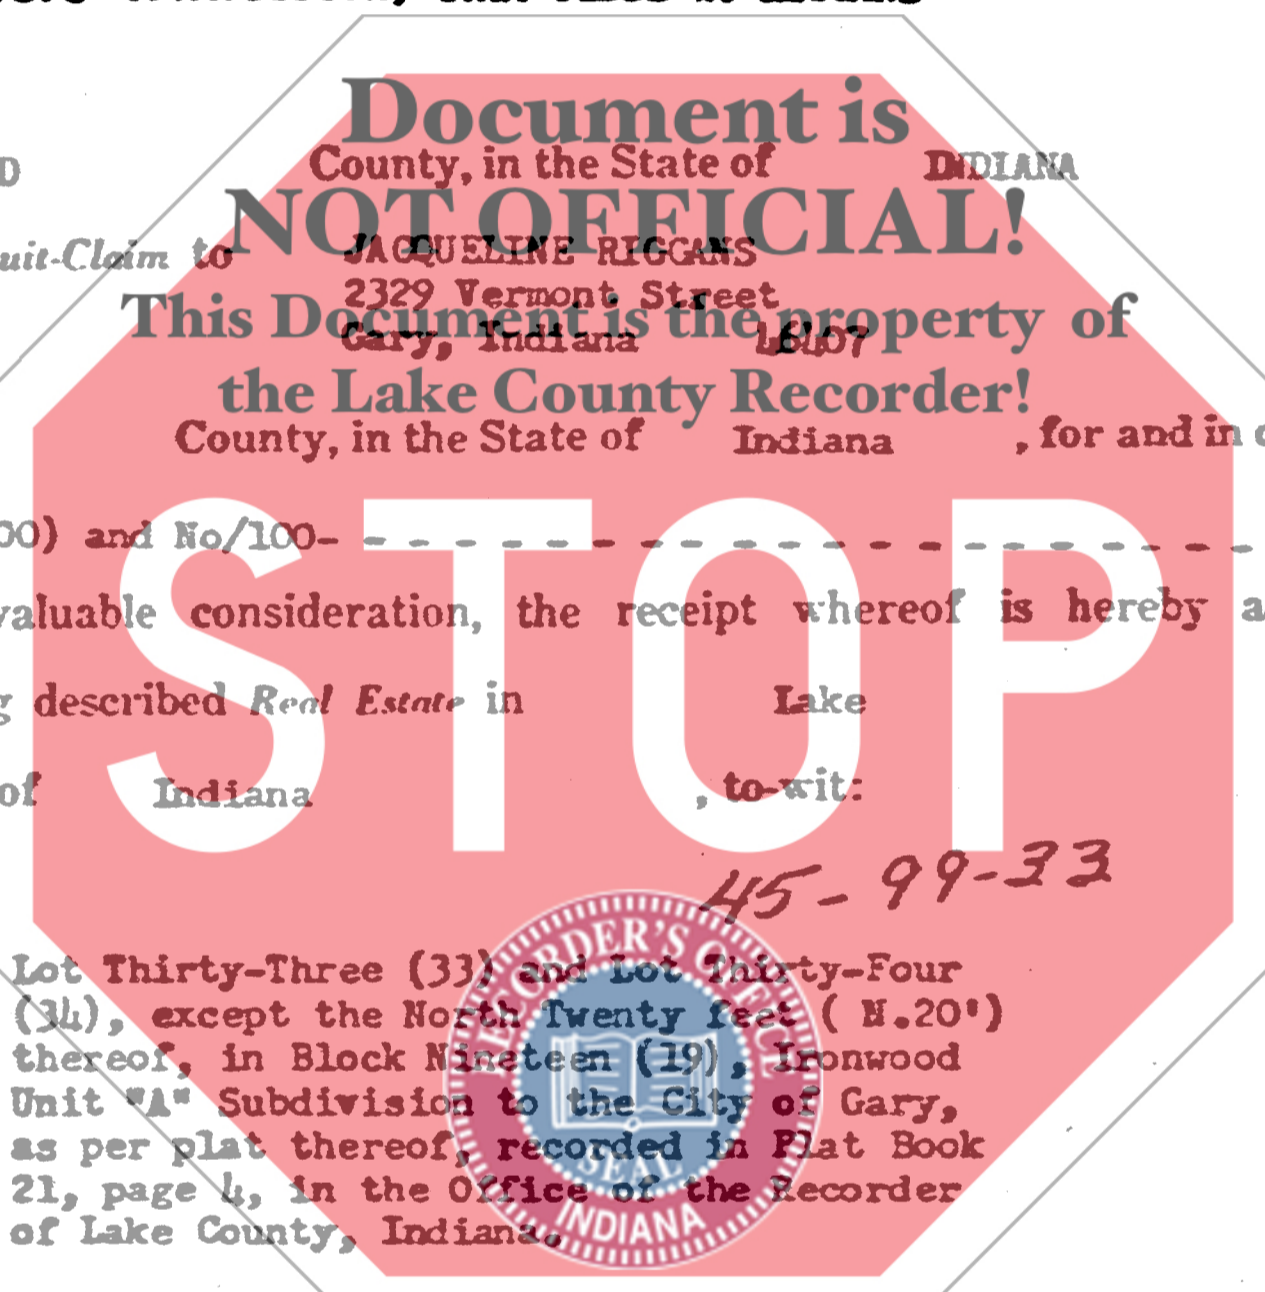 Document is
County, in the State of INDIANA
NOT OFFICIAL!
uit-Claim to JACQUELINE RIGGANS
2329 Vermont Street
This Document is the property of
Gary, Indiana 46407
the Lake County Recorder!
County, in the State of Indiana , for and in
00) and No/100- - - - - - - - - - - - - - - - - - -
STOP
valuable consideration, the receipt whereof is hereby
described Real Estate in Lake
of Indiana , to-wit:
45-99-33
Lot Thirty-Three (33) and Lot Thirty-Four
(34), except the North Twenty feet ( N.20')
thereof, in Block Nineteen (19), Ironwood
Unit "A" Subdivision to the City of Gary,
as per plat thereof, recorded in Plat Book
21, page 4, in the Office of the Recorder
of Lake County, Indiana.
RECORDER'S OFFICE
SEAL
INDIANA